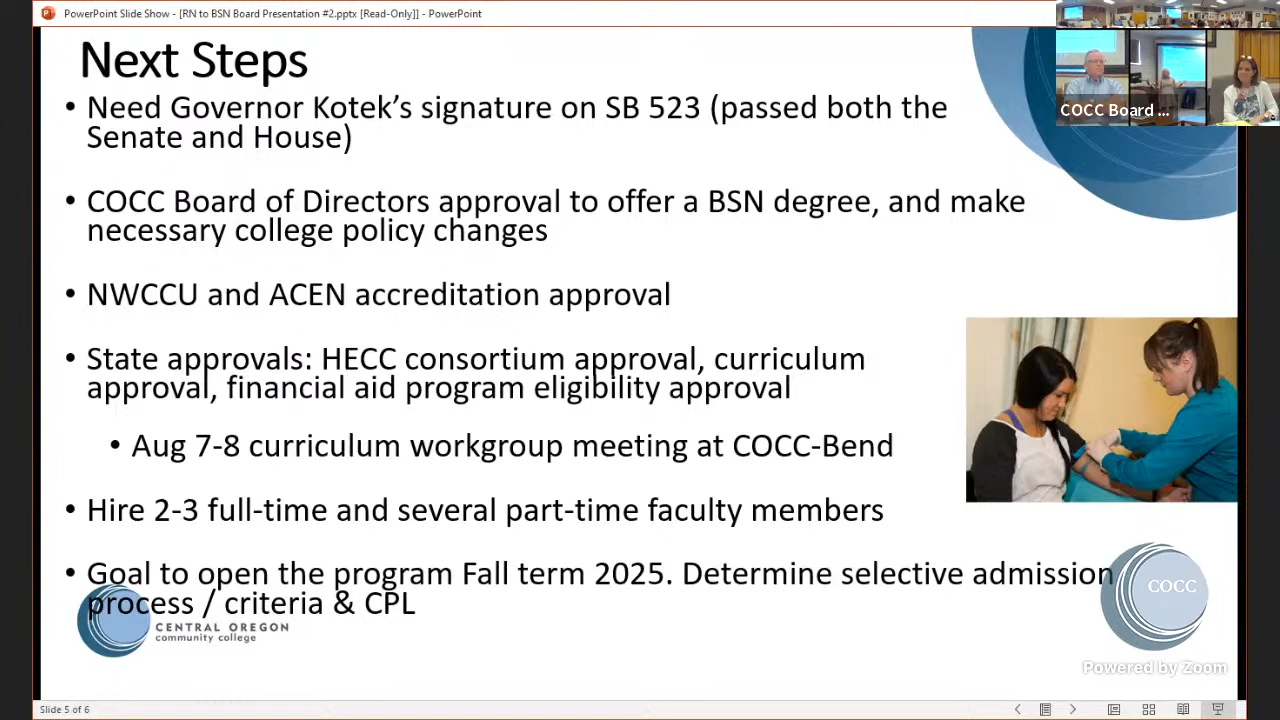 PowerPoint Slide Show - [RN to BSN Board Presentation #2.pptx [Read-Only]] - PowerPoint
Next Steps
• Need Governor Kotek's signature on SB 523 (passed both the
Senate and House)
• COCC Board of Directors approval to offer a BSN degree, and make
necessary college policy changes
• NWCCU and ACEN accreditation approval
• State approvals: HECC consortium approval, curriculum
approval, financial aid program eligibility approval
• Aug 7-8 curriculum workgroup meeting at COCC-Bend
• Hire 2-3 full-time and several part-time faculty members
• Goal to open the program Fall term 2025. Determine selective admission
process / criteria & CPL
CENTRAL OREGON
community college
COCC
COCC Board ...
Powered by Zoom
Slide 5 of 6